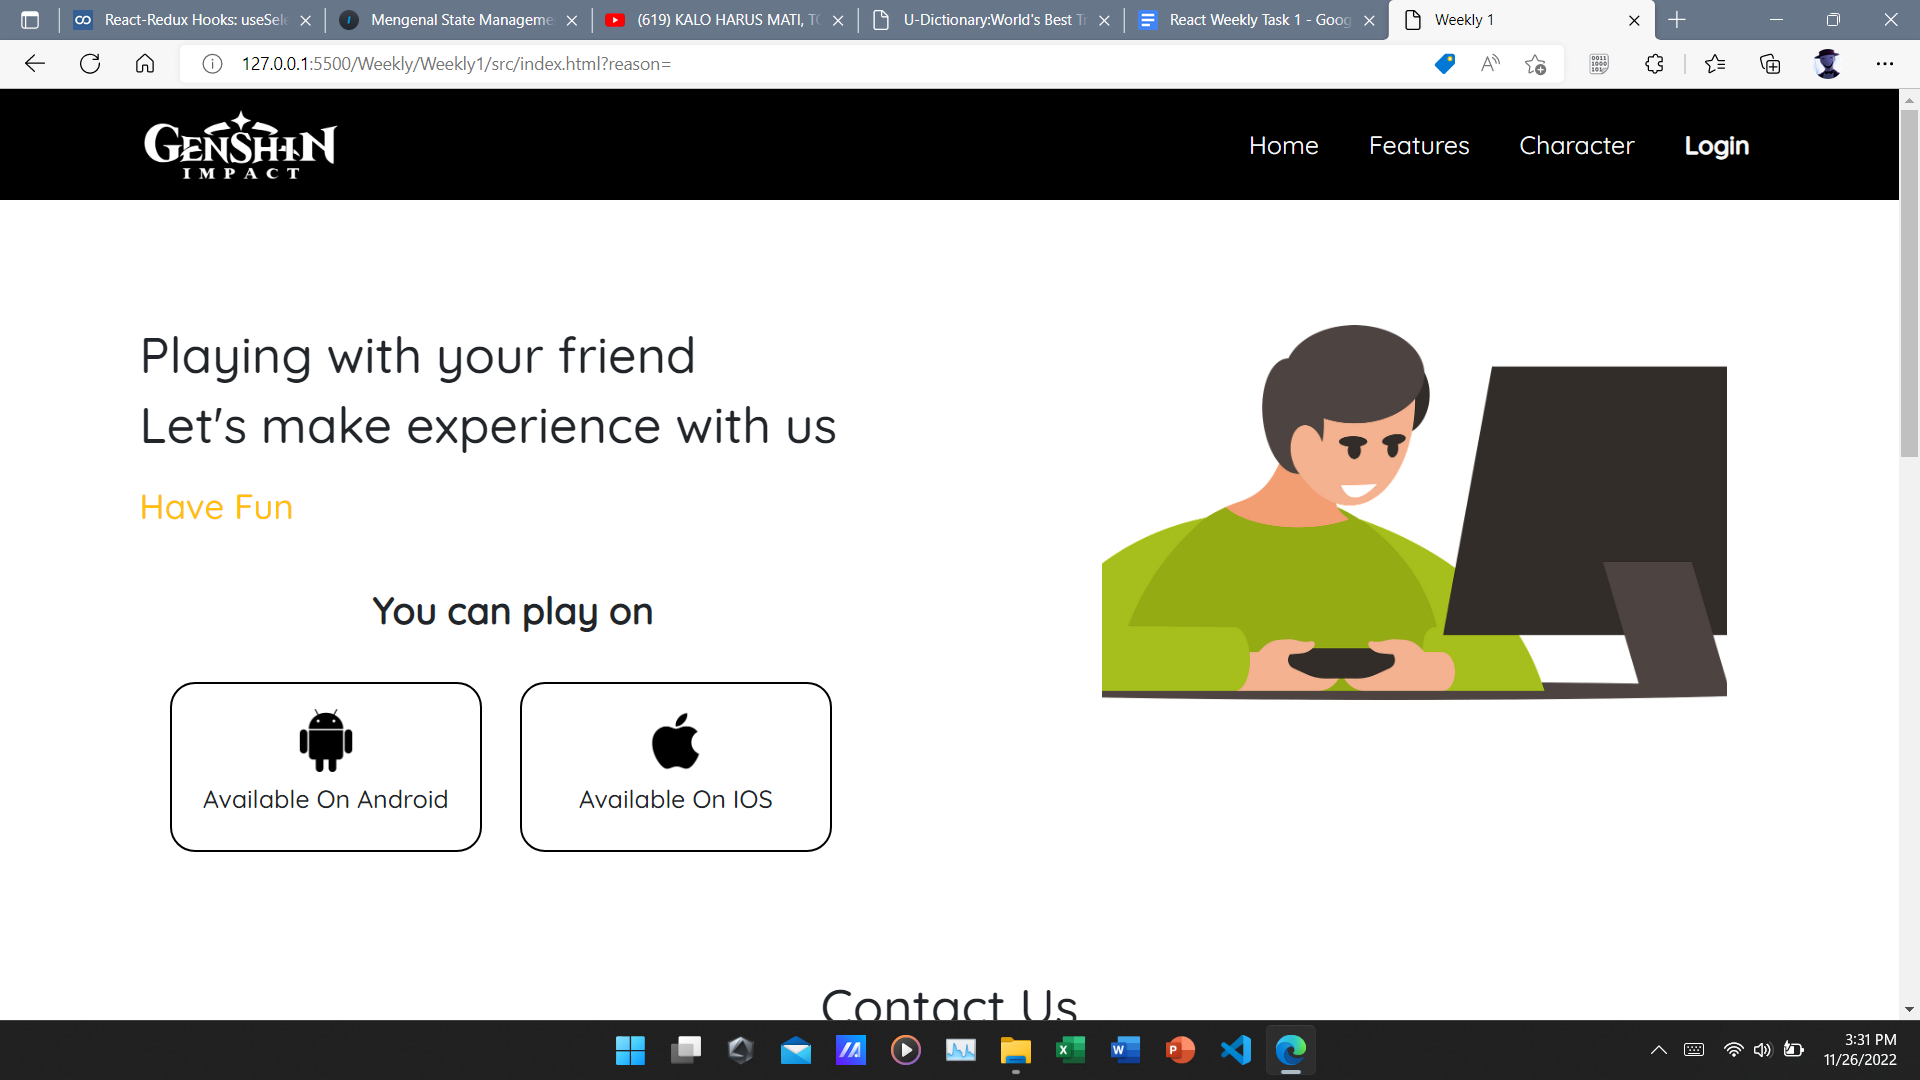 React-Redux Hooks: useSele
Mengenal State Manageme
(619) KALO HARUS MATI, TO
U-Dictionary:World's Best Tr
React Weekly Task 1 - Goog
Weekly 1
127.0.0.1:5500/Weekly/Weekly1/src/index.html?reason=
GENSHIN
IMPACT
Home
Features
Character
Login
Playing with your friend
Let's make experience with us
Have Fun
You can play on
Available On Android
Available On IOS
Contact Us
3:31 PM
11/26/2022